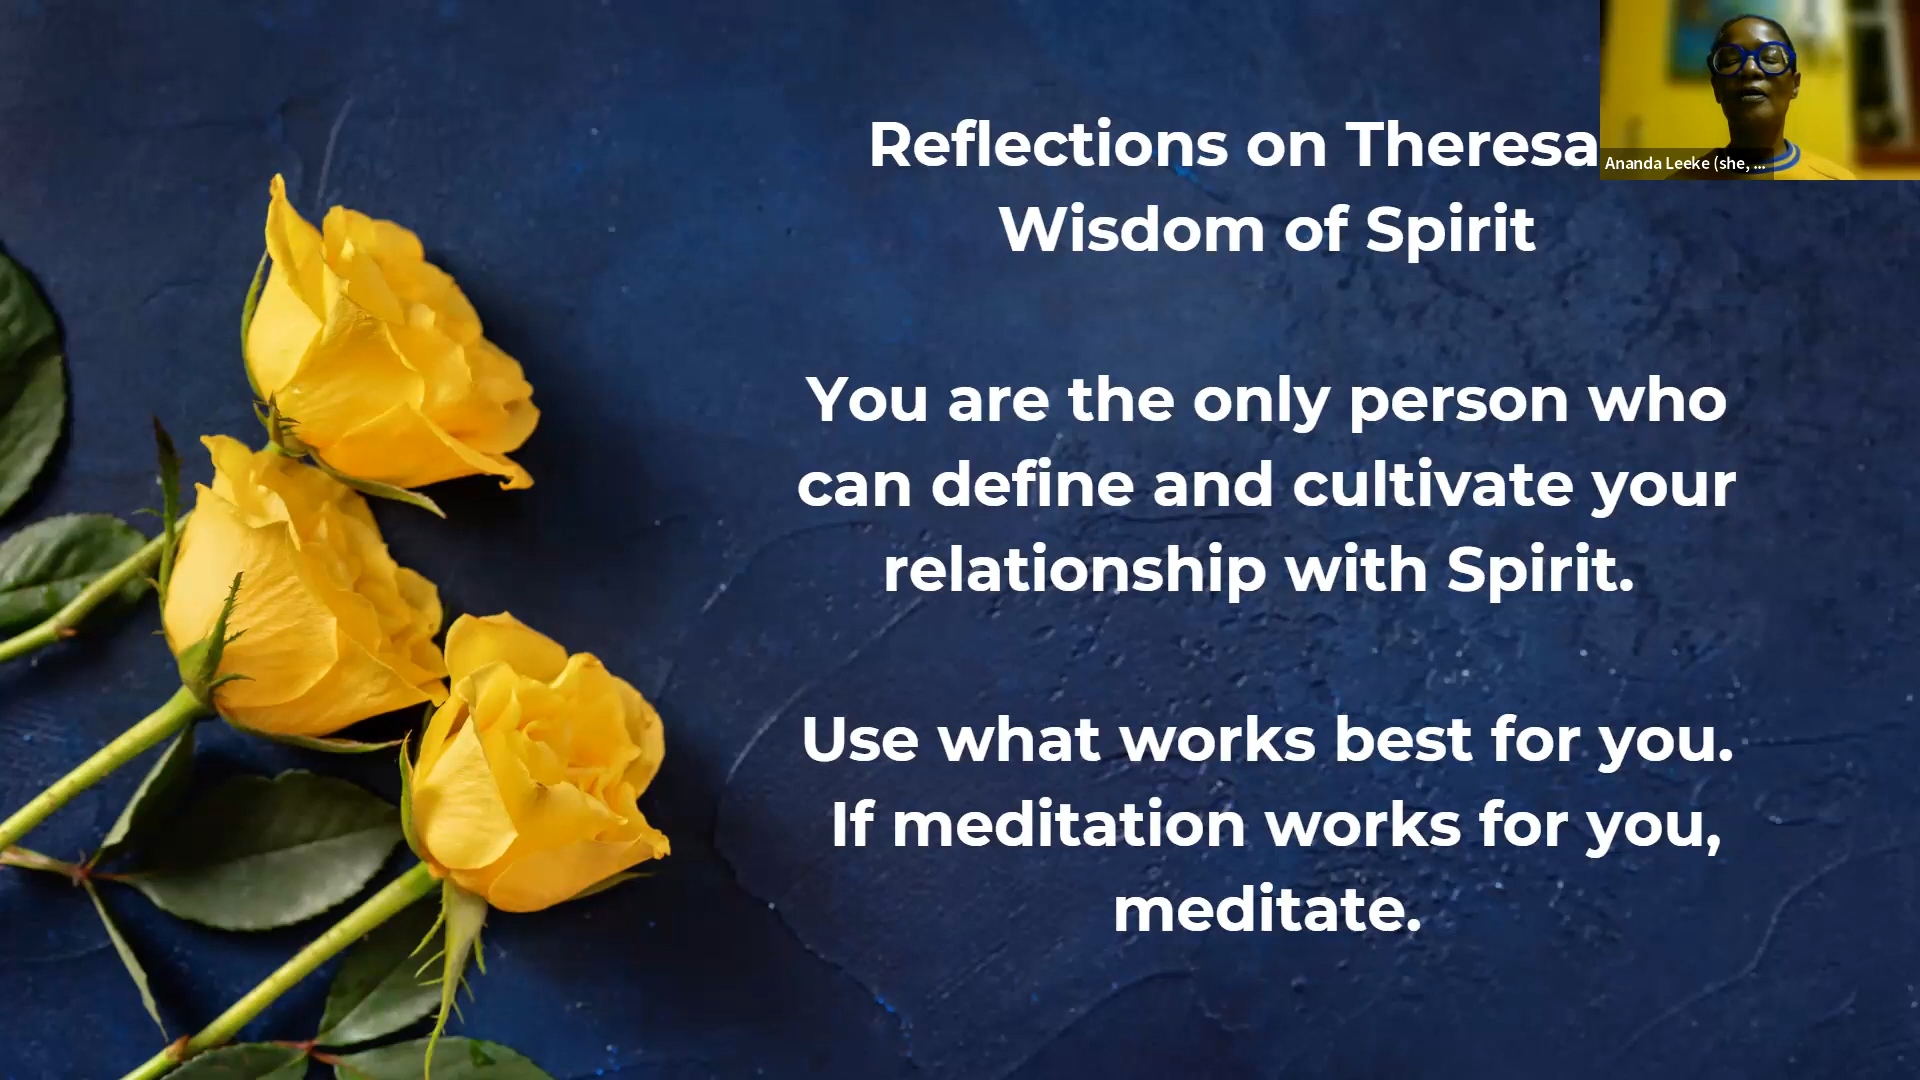 Reflections on Theresa
Wisdom of Spirit
You are the only person who
can define and cultivate your
relationship with Spirit.
Use what works best for you.
If meditation works for you,
meditate.
Ananda Leeke (she, ...